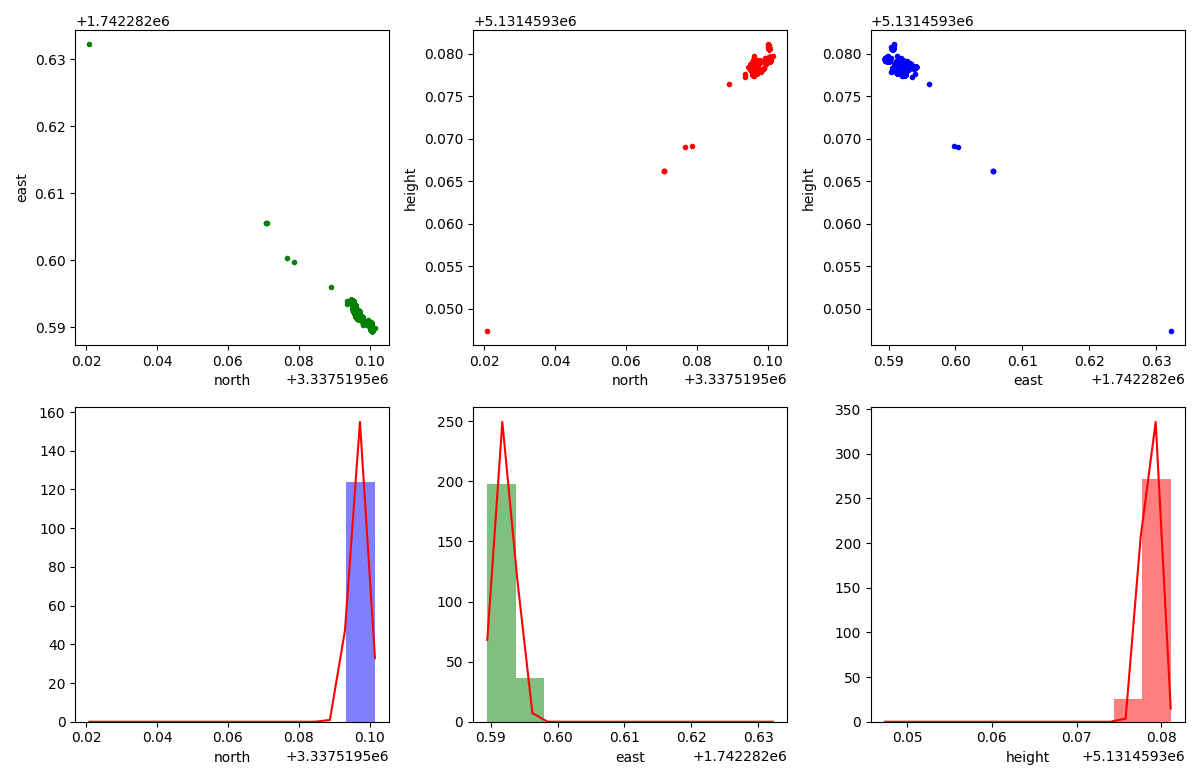 +1.742282e6
0.63
0.62
0.61
0.60
0.59
east
0.02 0.04 0.06 0.08 0.10
north
+3.3375195e6
+5.1314593e6
0.080
0.075
0.070
0.065
0.060
0.055
0.050
height
0.02 0.04 0.06 0.08 0.10
north
+3.3375195e6
+5.1314593e6
0.080
0.075
0.070
0.065
0.060
0.055
0.050
height
0.59 0.60 0.61 0.62 0.63
east
+1.742282e6
160
140
120
100
80
60
40
20
0
0.02 0.04 0.06 0.08 0.10
north
+3.3375195e6
250
200
150
100
50
0
0.59 0.60 0.61 0.62 0.63
east
+1.742282e6
350
300
250
200
150
100
50
0
0.05 0.06 0.07 0.08
height
+5.1314593e6